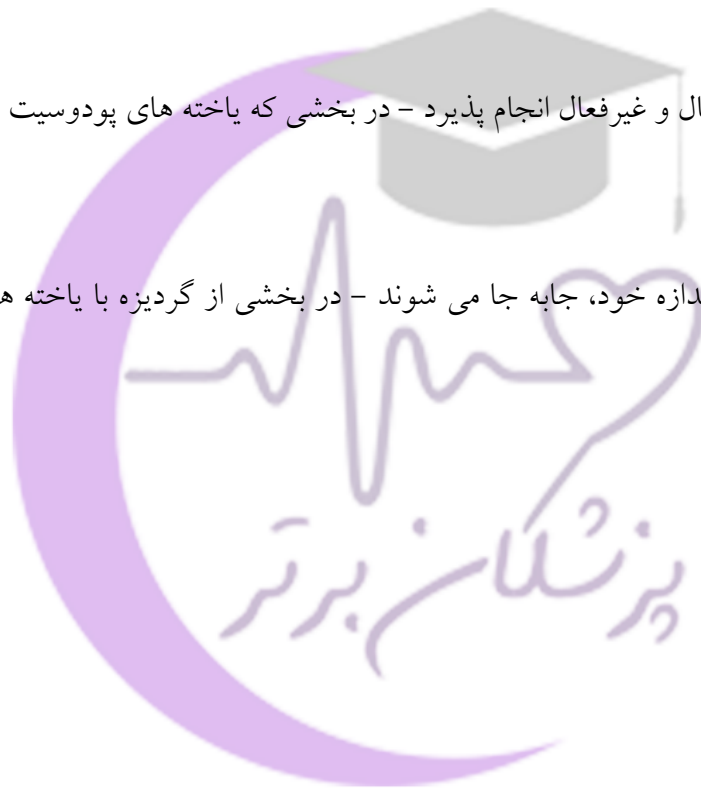 ال و غیرفعال انجام پذیرد – در بخشی که یاخته های پودوسیت
دازه خود، جابه جا می شوند – در بخشی از گردیزه با یاخته ه
پزشکان برتر